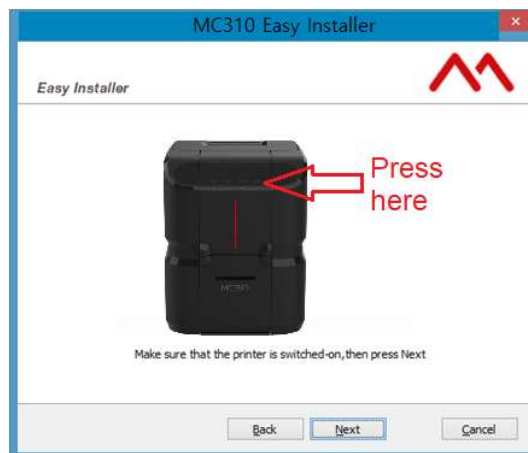 MC310 Easy Installer
Easy Installer
Press
here
MC310
Make sure that the printer is switched-on,then press Next
Back
Next
Cancel